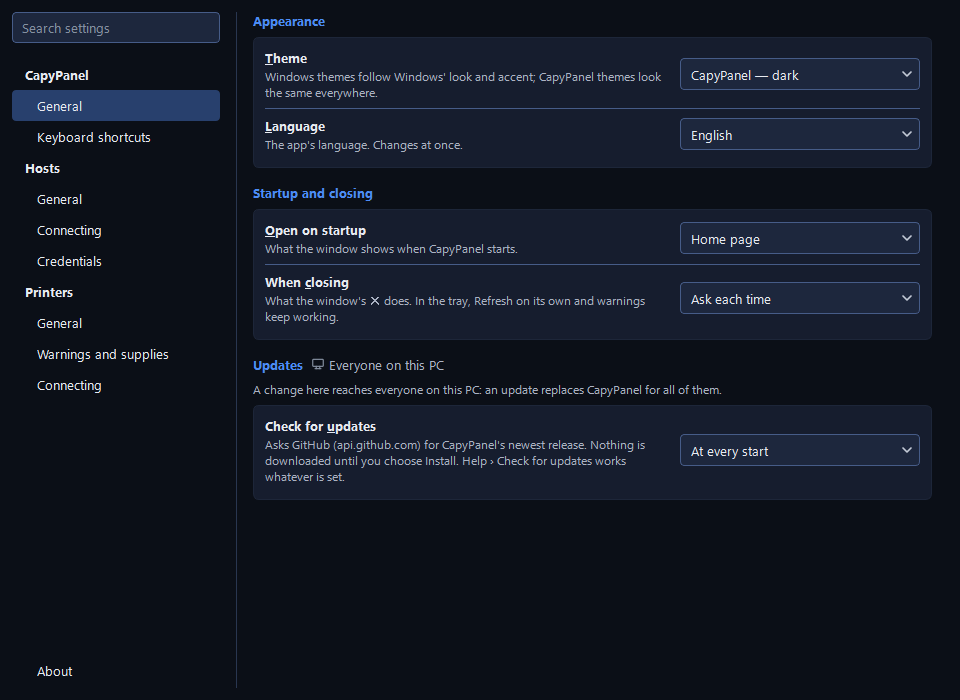 Search settings
CapyPanel
General
Keyboard shortcuts
Hosts
General
Connecting
Credentials
Printers
General
Warnings and supplies
Connecting
About
Appearance
Theme
Windows themes follow Windows' look and accent; CapyPanel themes look
the same everywhere.
CapyPanel — dark
Language
The app's language. Changes at once.
English
Startup and closing
Open on startup
What the window shows when CapyPanel starts.
Home page
When closing
What the window's ✕ does. In the tray, Refresh on its own and warnings
keep working.
Ask each time
Updates Everyone on this PC
A change here reaches everyone on this PC: an update replaces CapyPanel for all of them.
Check for updates
Asks GitHub (api.github.com) for CapyPanel's newest release. Nothing is
downloaded until you choose Install. Help › Check for updates works
whatever is set.
At every start